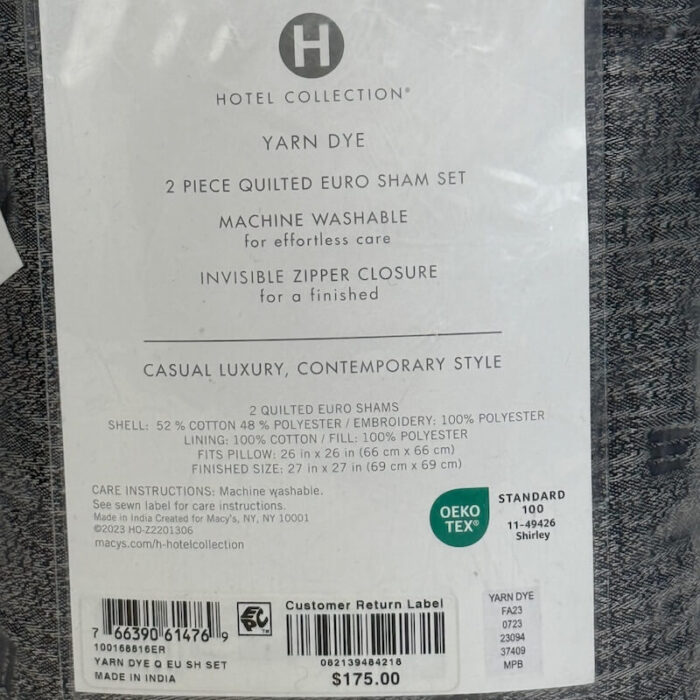 H
HOTEL COLLECTION®
YARN DYE
2 PIECE QUILTED EURO SHAM SET
MACHINE WASHABLE
for effortless care
INVISIBLE ZIPPER CLOSURE
for a finished
CASUAL LUXURY, CONTEMPORARY STYLE
2 QUILTED EURO SHAMS
SHELL: 52 % COTTON 48 % POLYESTER / EMBROIDERY: 100% POLYESTER
LINING: 100% COTTON / FILL: 100% POLYESTER
FITS PILLOW: 26 in x 26 in (66 cm x 66 cm)
FINISHED SIZE: 27 in x 27 in (69 cm x 69 cm)
CARE INSTRUCTIONS: Machine washable.
See sewn label for care instructions.
Made in India Created for Macy's, NY, NY 10001
©2023 HO-Z2201306
macys.com/h-hotelcollection
OEKO
TEX®
STANDARD
100
11-49426
Shirley
7 66390 61476 9
100168816ER
YARN DYE Q EU SH SET
MADE IN INDIA
EPC
Customer Return Label
082139484218
$175.00
YARN DYE
FA23
0723
23094
37409
MPB